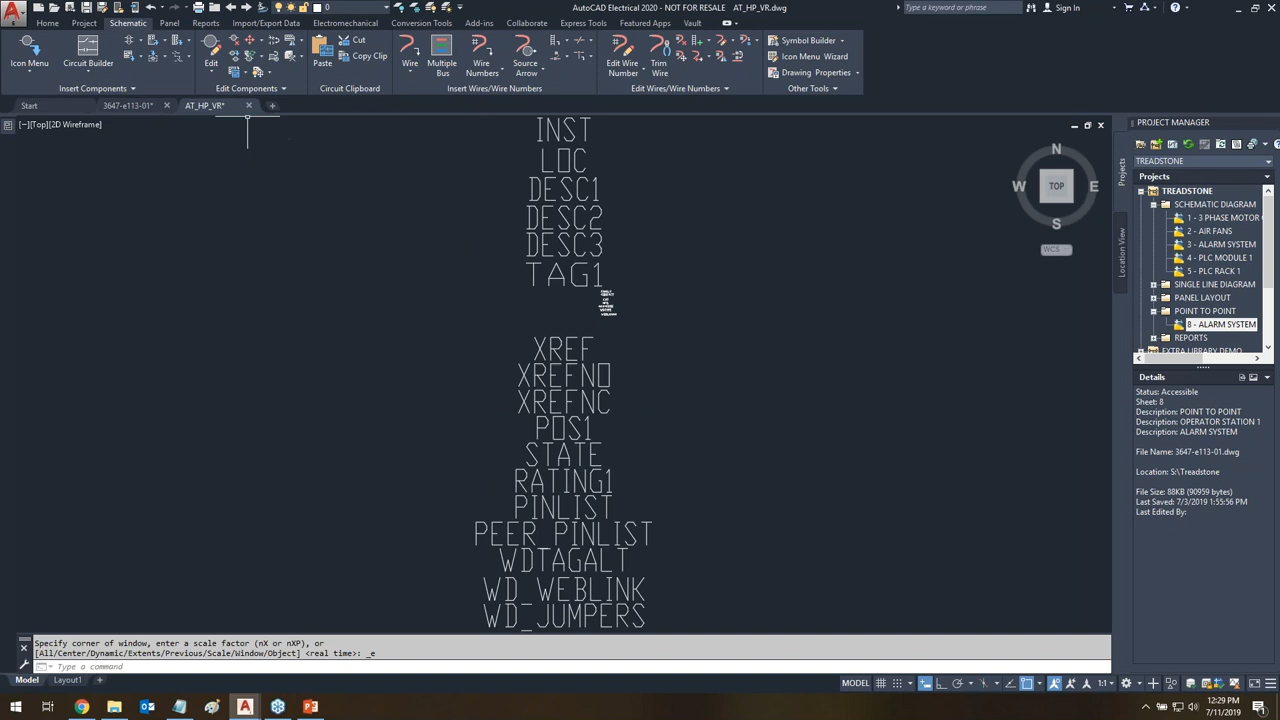 AutoCAD Electrical 2020 - NOT FOR RESALE AT_HP_VR.dwg
Type a keyword or phrase
Sign In
0
Home Project Schematic Panel Reports Import/Export Data Electromechanical Conversion Tools Add-ins Collaborate Express Tools Featured Apps Vault
Icon Menu
Circuit Builder
Edit
Paste
Cut
Copy Clip
Wire
Multiple Bus
Wire Numbers
Source Arrow
Edit Wire Number
Trim Wire
Symbol Builder
Icon Menu Wizard
Drawing Properties
Insert Components
Edit Components
Circuit Clipboard
Insert Wires/Wire Numbers
Edit Wires/Wire Numbers
Other Tools
Start 3647-e113-01* AT_HP_VR*
[−][Top][2D Wireframe]
INST
LOC
DESC1
DESC2
DESC3
TAG1
XREF
XREFNO
XREFNC
POS1
STATE
RATING1
PINLIST
PEER_PINLIST
WDTAGALT
WD_WEBLINK
WD_JUMPERS
N
W TOP E
S
WCS
PROJECT MANAGER
TREADSTONE
Projects
TREADSTONE
SCHEMATIC DIAGRAM
1 - 3 PHASE MOTOR
2 - AIR FANS
3 - ALARM SYSTEM
4 - PLC MODULE 1
5 - PLC RACK 1
SINGLE LINE DIAGRAM
PANEL LAYOUT
POINT TO POINT
8 - ALARM SYSTEM
REPORTS
EXTRA LIBRARY DEMO
Projects
Location View
Details
Status: Accessible
Sheet: 8
Description: POINT TO POINT
Description: OPERATOR STATION 1
Description: ALARM SYSTEM
File Name: 3647-e113-01.dwg
Location: S:\Treadstone
File Size: 88KB (90959 bytes)
Last Saved: 7/3/2019 1:55:56 PM
Last Edited By:
Specify corner of window, enter a scale factor (nX or nXP), or
[All/Center/Dynamic/Extents/Previous/Scale/Window/Object] <real time>: _e
Type a command
Model Layout1
MODEL
1:1
12:29 PM
7/11/2019